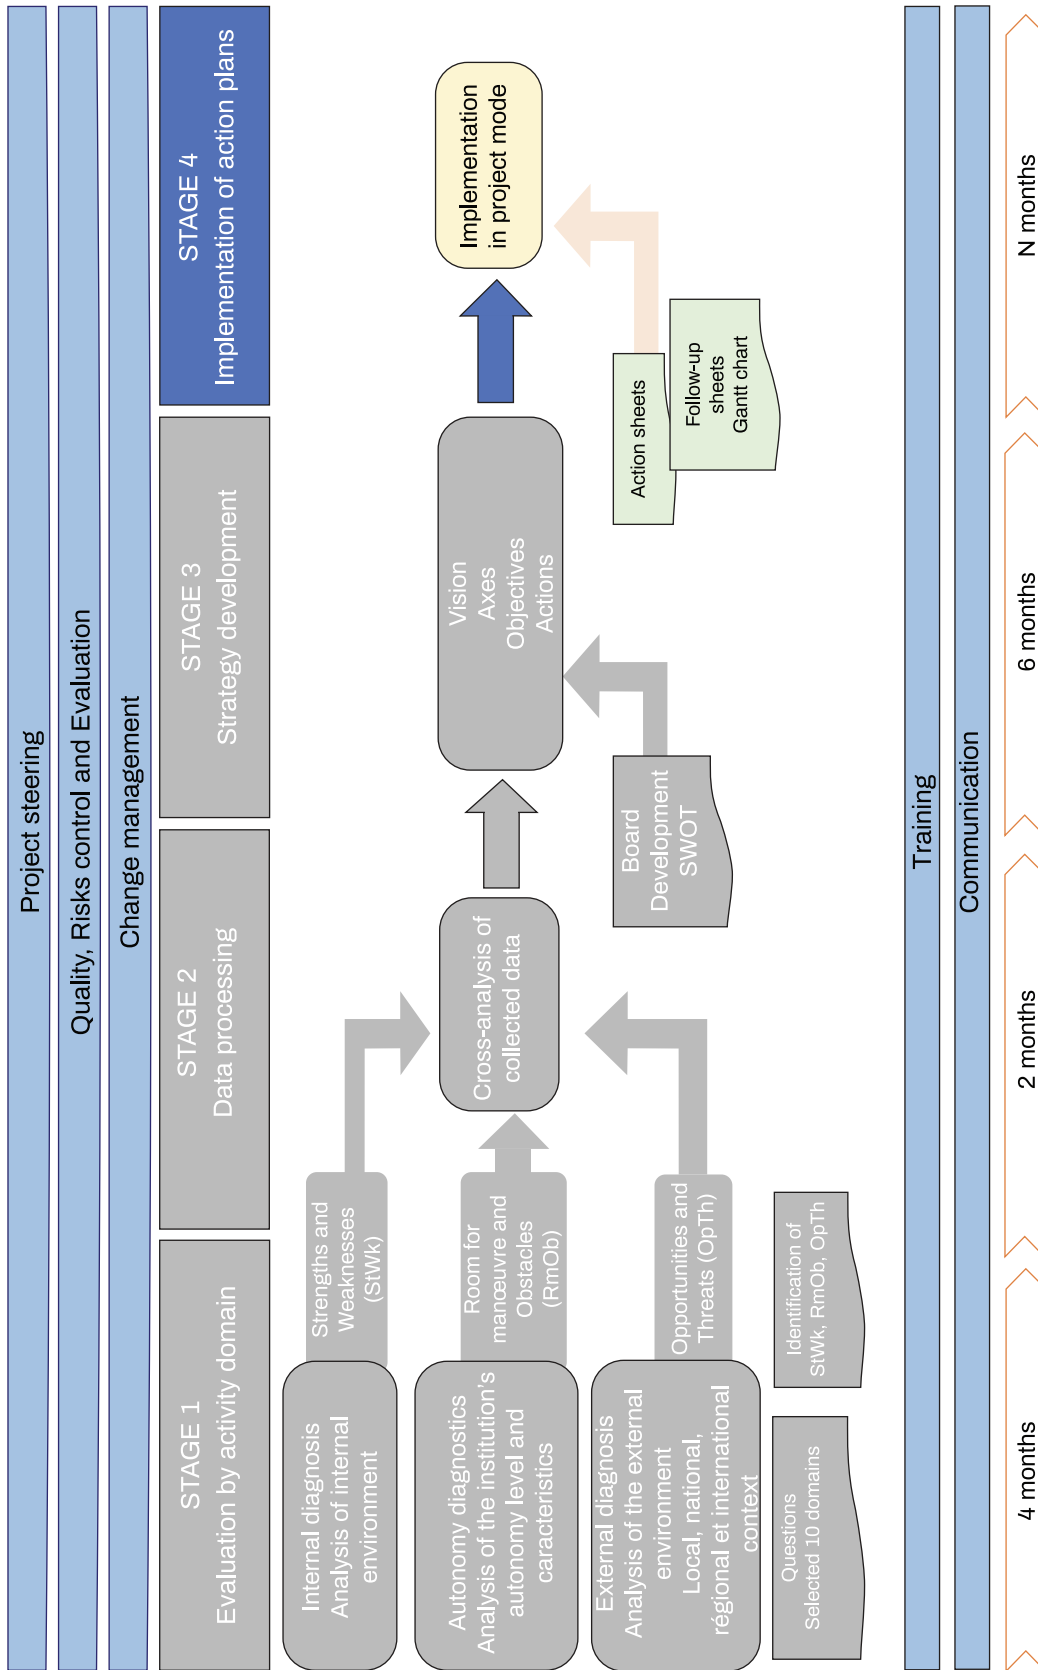 Project steering
Quality, Risks control and Evaluation
Change management
STAGE 1
Evaluation by activity domain
STAGE 2
Data processing
STAGE 3
Strategy development
STAGE 4
Implementation of action plans
Internal diagnosis
Analysis of internal
environment
Strengths and
Weaknesses
(StWk)
Autonomy diagnostics
Analysis of the institution's
autonomy level and
caracteristics
Room for
manœuvre and
Obstacles
(RmOb)
External diagnosis
Analysis of the external
environment
Local, national,
régional et international
context
Opportunities and
Threats (OpTh)
Cross-analysis of
collected data
Vision
Axes
Objectives
Actions
Implementation
in project mode
Questions
Selected 10 domains
Identification of
StWk, RmOb, OpTh
Board
Development
SWOT
Action sheets
Follow-up
sheets
Gantt chart
Training
Communication
4 months
2 months
6 months
N months